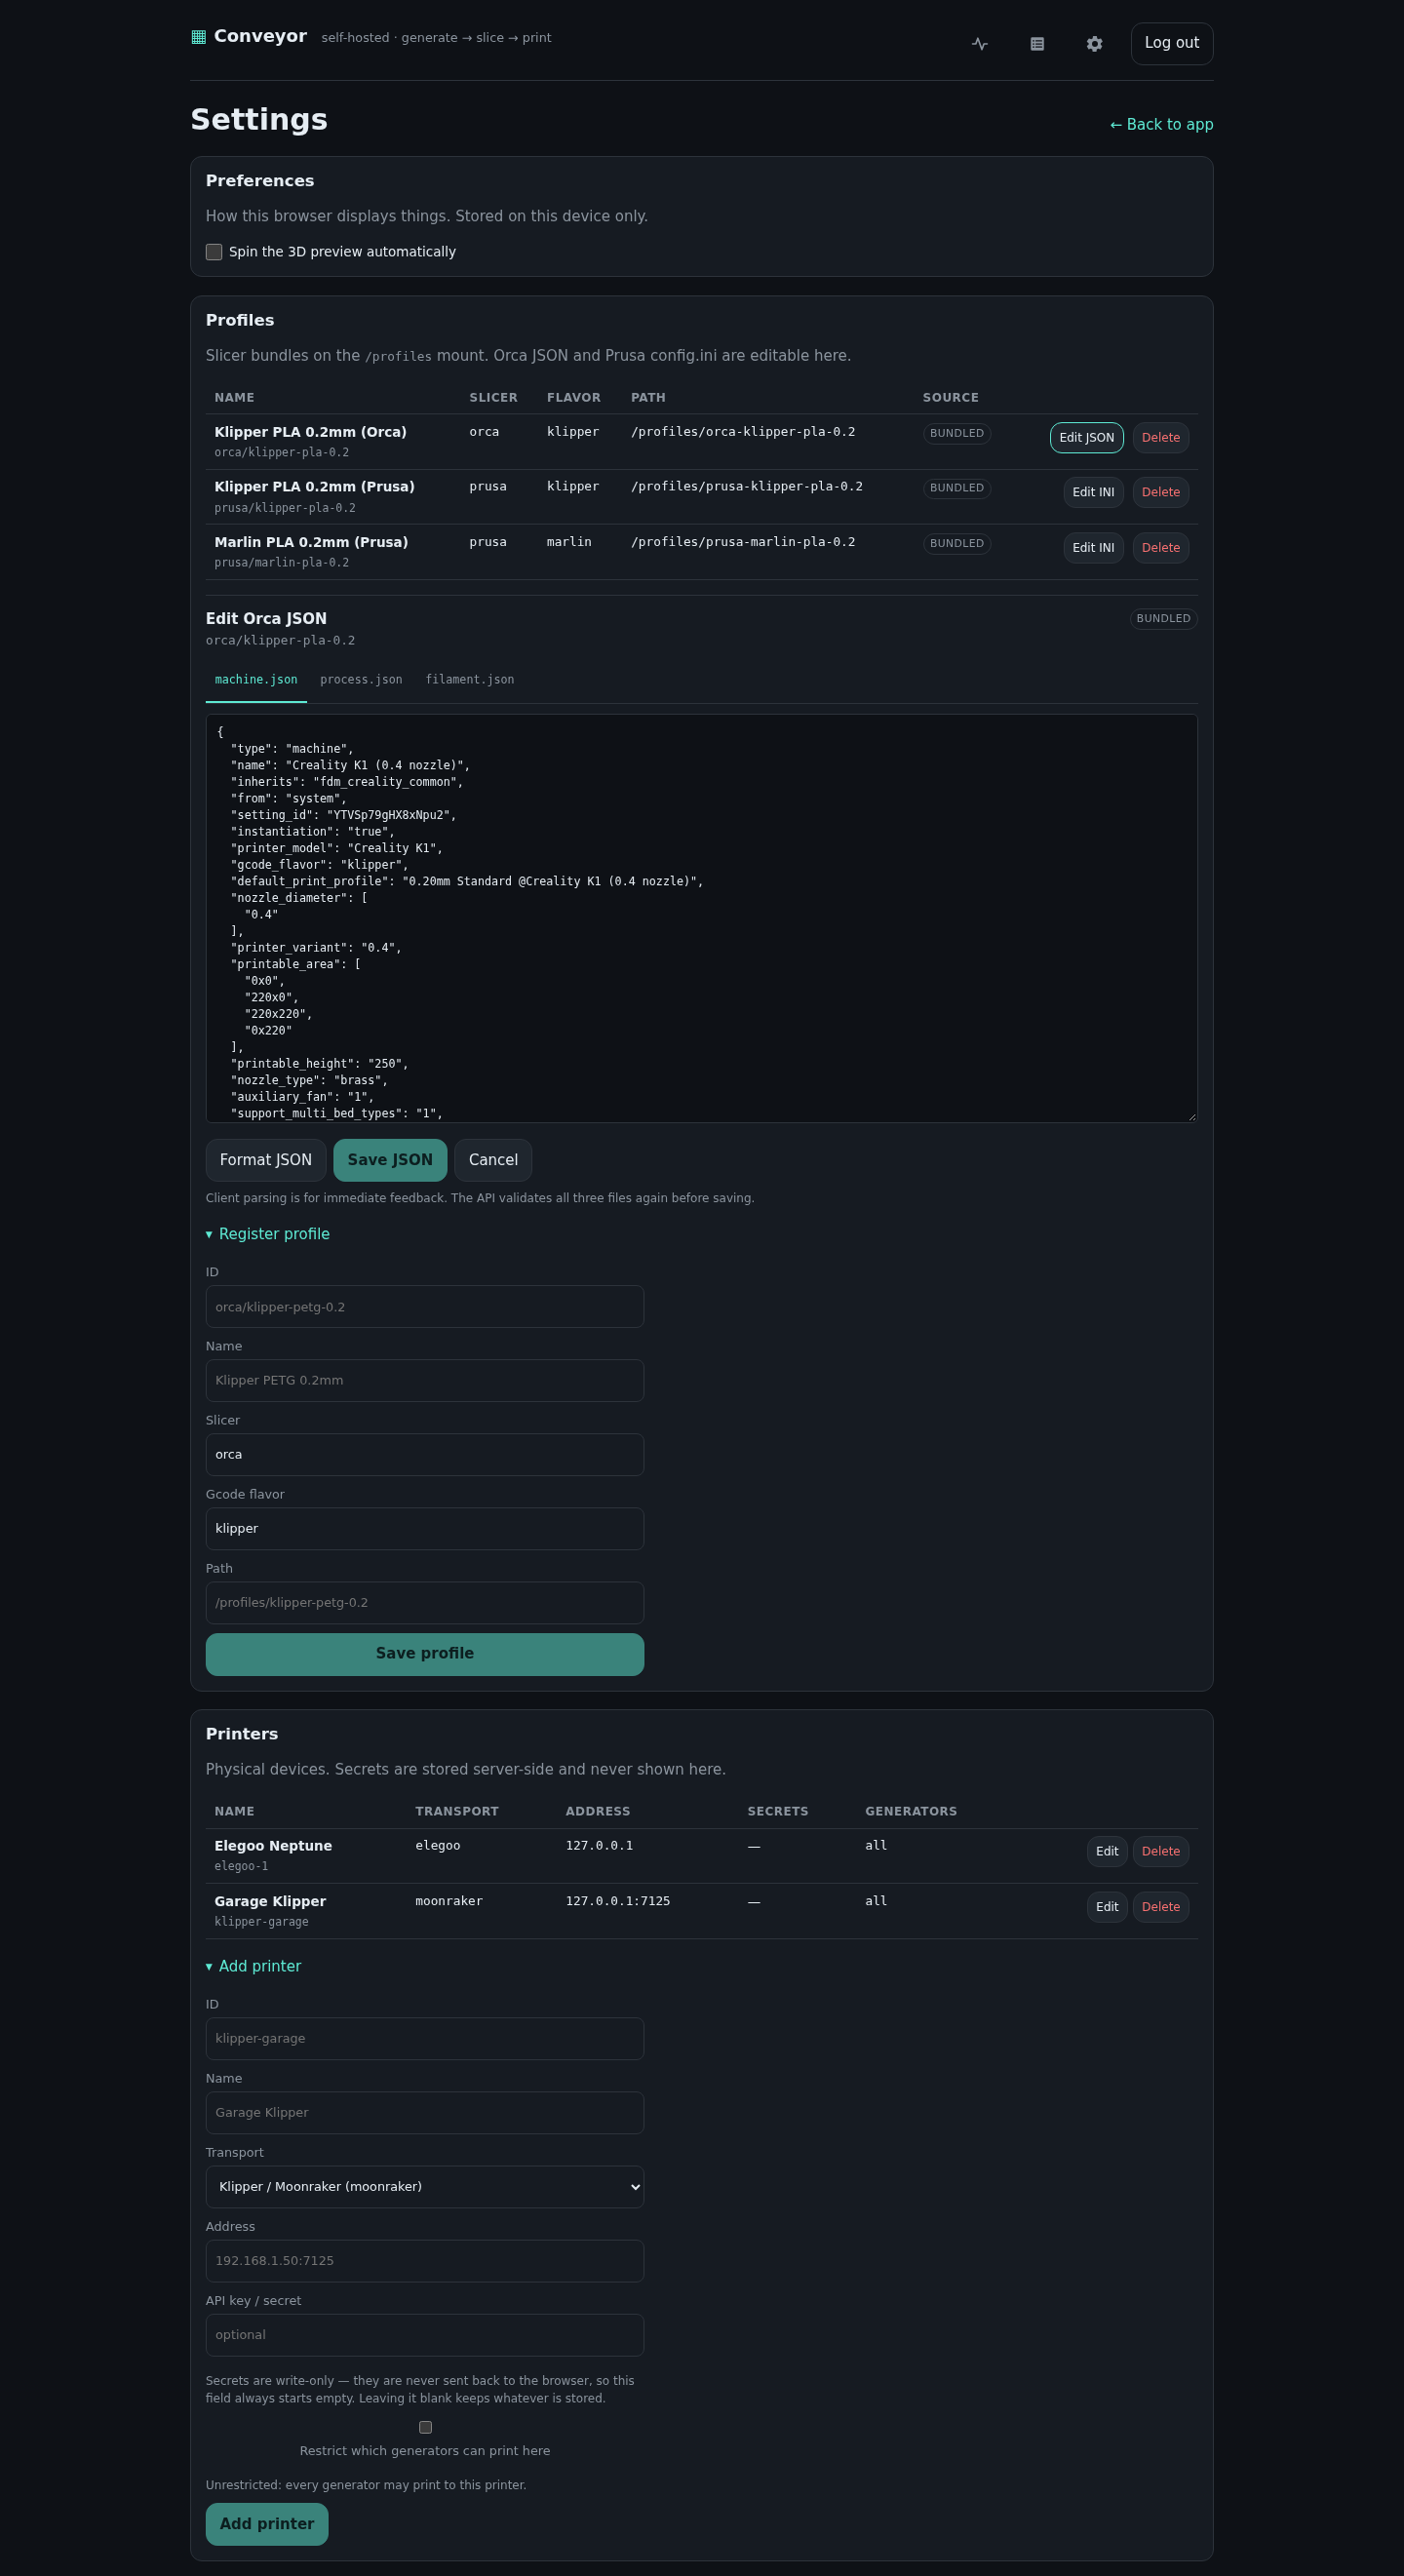 ▦ Conveyor self-hosted · generate → slice → print
Log out
Settings
← Back to app
Preferences
How this browser displays things. Stored on this device only.
Spin the 3D preview automatically
Profiles
Slicer bundles on the /profiles mount. Orca JSON and Prusa config.ini are editable here.
NAME SLICER FLAVOR PATH SOURCE
Klipper PLA 0.2mm (Orca) orca klipper /profiles/orca-klipper-pla-0.2 BUNDLED Edit JSON Delete
orca/klipper-pla-0.2
Klipper PLA 0.2mm (Prusa) prusa klipper /profiles/prusa-klipper-pla-0.2 BUNDLED Edit INI Delete
prusa/klipper-pla-0.2
Marlin PLA 0.2mm (Prusa) prusa marlin /profiles/prusa-marlin-pla-0.2 BUNDLED Edit INI Delete
prusa/marlin-pla-0.2
Edit Orca JSON BUNDLED
orca/klipper-pla-0.2
machine.json process.json filament.json
{
  "type": "machine",
  "name": "Creality K1 (0.4 nozzle)",
  "inherits": "fdm_creality_common",
  "from": "system",
  "setting_id": "YTVSp79gHX8xNpu2",
  "instantiation": "true",
  "printer_model": "Creality K1",
  "gcode_flavor": "klipper",
  "default_print_profile": "0.20mm Standard @Creality K1 (0.4 nozzle)",
  "nozzle_diameter": [
    "0.4"
  ],
  "printer_variant": "0.4",
  "printable_area": [
    "0x0",
    "220x0",
    "220x220",
    "0x220"
  ],
  "printable_height": "250",
  "nozzle_type": "brass",
  "auxiliary_fan": "1",
  "support_multi_bed_types": "1",
Format JSON Save JSON Cancel
Client parsing is for immediate feedback. The API validates all three files again before saving.
▾ Register profile
ID
orca/klipper-petg-0.2
Name
Klipper PETG 0.2mm
Slicer
orca
Gcode flavor
klipper
Path
/profiles/klipper-petg-0.2
Save profile
Printers
Physical devices. Secrets are stored server-side and never shown here.
NAME TRANSPORT ADDRESS SECRETS GENERATORS
Elegoo Neptune elegoo 127.0.0.1 — all Edit Delete
elegoo-1
Garage Klipper moonraker 127.0.0.1:7125 — all Edit Delete
klipper-garage
▾ Add printer
ID
klipper-garage
Name
Garage Klipper
Transport
Klipper / Moonraker (moonraker)
Address
192.168.1.50:7125
API key / secret
optional
Secrets are write-only — they are never sent back to the browser, so this
field always starts empty. Leaving it blank keeps whatever is stored.
Restrict which generators can print here
Unrestricted: every generator may print to this printer.
Add printer